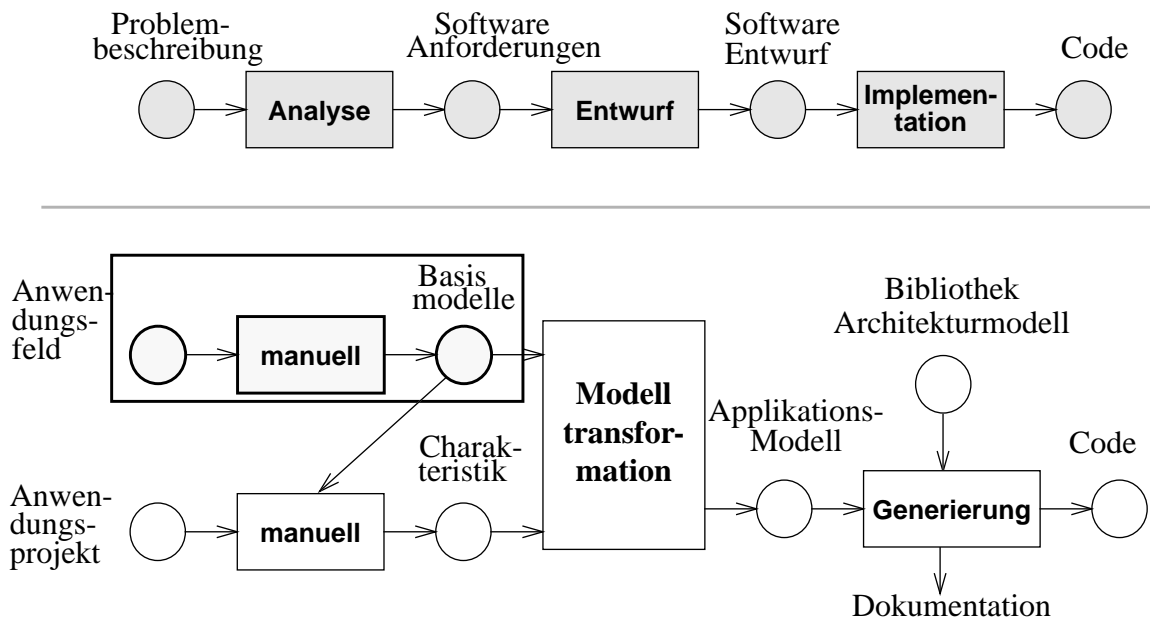 Problem-
beschreibung
Software
Anforderungen
Software
Entwurf
Code
Analyse
Entwurf
Implemen-
tation
Anwen-
dungs-
feld
manuell
Basis
modelle
Modell
transfor-
mation
Bibliothek
Architekturmodell
Applikations-
Modell
Code
Charak-
teristik
Anwen-
dungs-
projekt
manuell
Generierung
Dokumentation